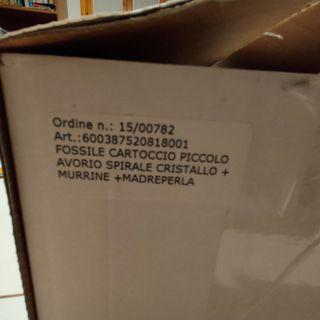 Ordine n.: 15/00782
Art.:600387520818001
FOSSILE CARTOCCIO PICCOLO
AVORIO SPIRALE CRISTALLO +
MURRINE +MADREPERLA